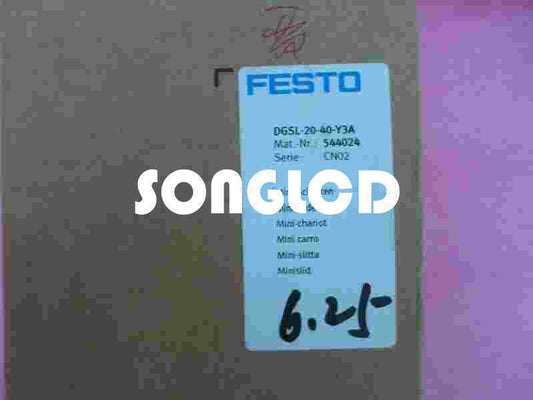 FESTO
DGSL-20-40-Y3A
Mat.-Nr.: 544024
Serie: CN02
SONGLCD
Mini-chariot
Mini carro
Mini-slitta
Minislid
6.25